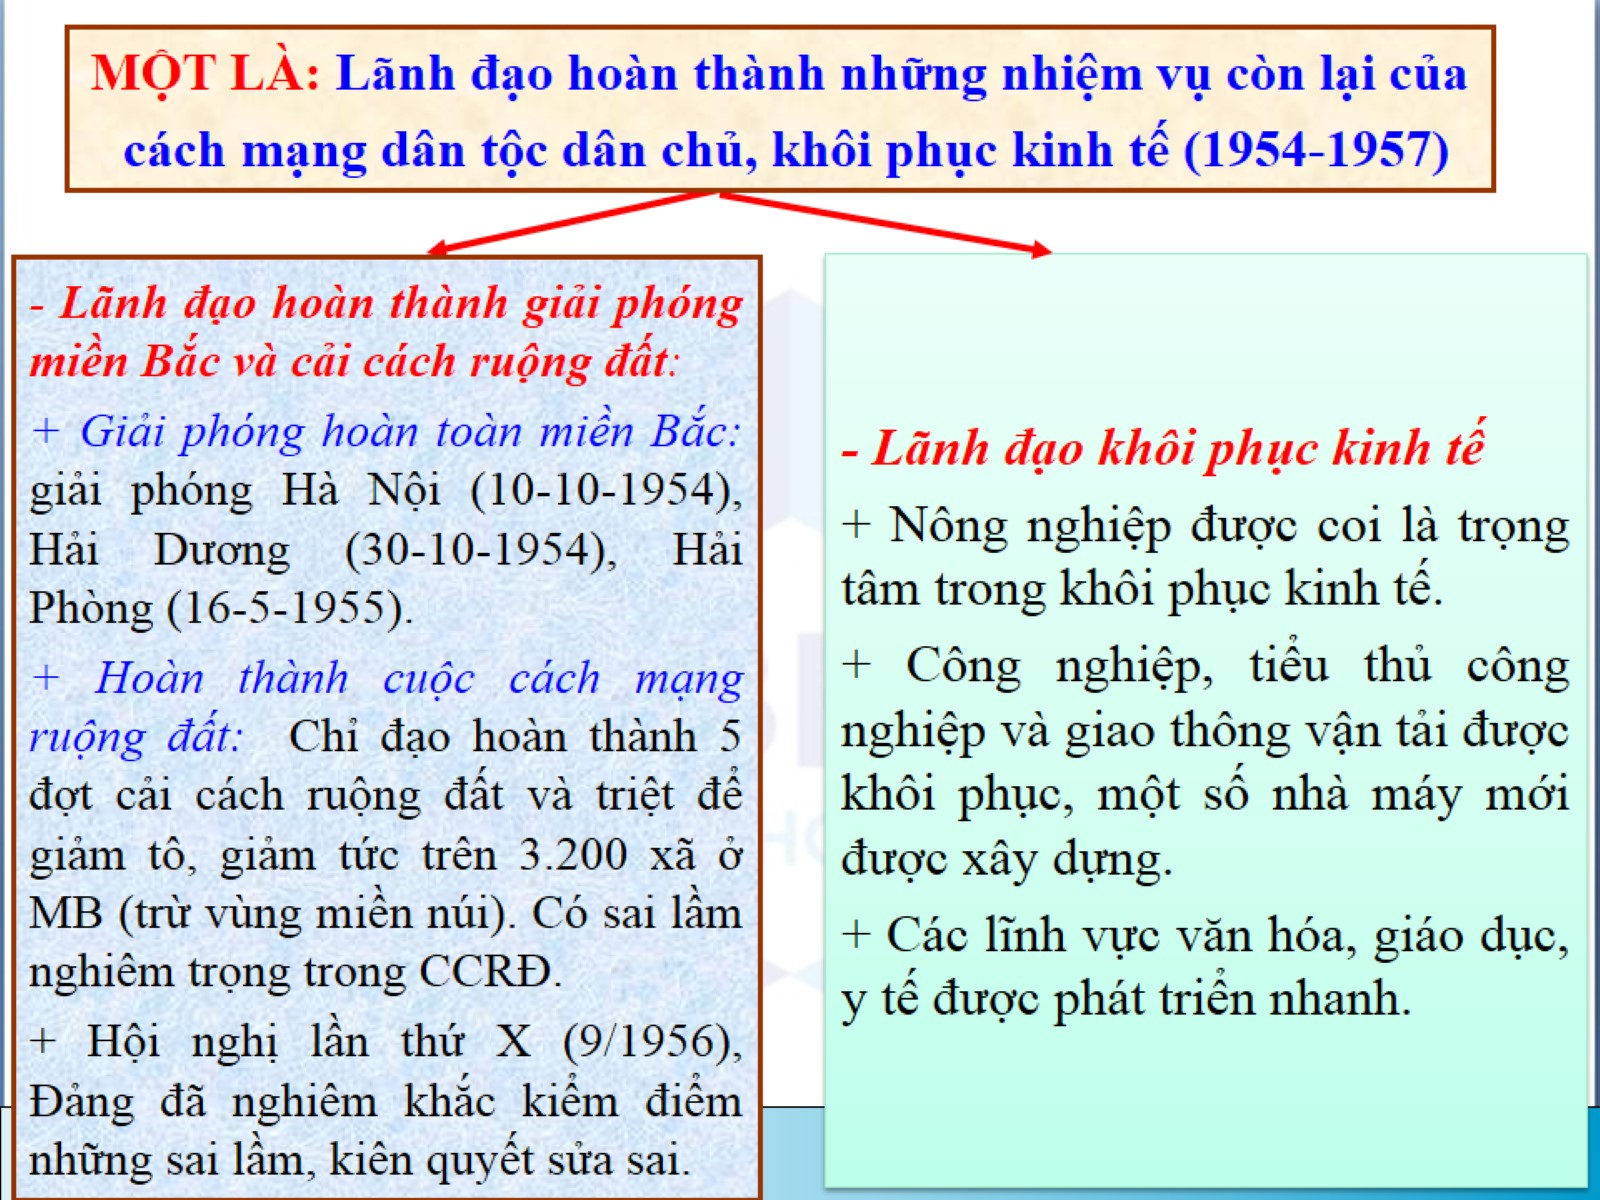 MỘT LÀ: Lãnh đạo hoàn thành những nhiệm vụ còn lại của
cách mạng dân tộc dân chủ, khôi phục kinh tế (1954-1957)
- Lãnh đạo hoàn thành giải phóng
miền Bắc và cải cách ruộng đất:
+ Giải phóng hoàn toàn miền Bắc:
giải phóng Hà Nội (10-10-1954),
Hải Dương (30-10-1954), Hải
Phòng (16-5-1955).
+ Hoàn thành cuộc cách mạng
ruộng đất: Chỉ đạo hoàn thành 5
đợt cải cách ruộng đất và triệt để
giảm tô, giảm tức trên 3.200 xã ở
MB (trừ vùng miền núi). Có sai lầm
nghiêm trọng trong CCRĐ.
+ Hội nghị lần thứ X (9/1956),
Đảng đã nghiêm khắc kiểm điểm
những sai lầm, kiên quyết sửa sai.
- Lãnh đạo khôi phục kinh tế
+ Nông nghiệp được coi là trọng
tâm trong khôi phục kinh tế.
+ Công nghiệp, tiểu thủ công
nghiệp và giao thông vận tải được
khôi phục, một số nhà máy mới
được xây dựng.
+ Các lĩnh vực văn hóa, giáo dục,
y tế được phát triển nhanh.